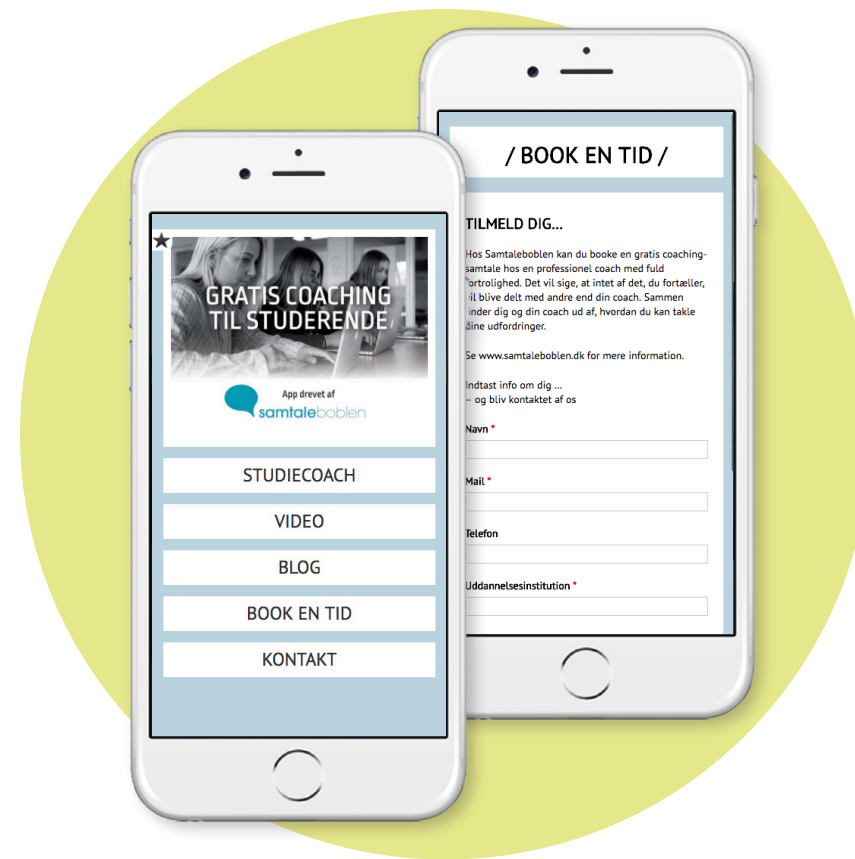 GRATIS COACHING
TIL STUDERENDE
App drevet af
samtaleboblen
STUDIECOACH
VIDEO
BLOG
BOOK EN TID
KONTAKT
/ BOOK EN TID /
TILMELD DIG...
Hos Samtaleboblen kan du booke en gratis coaching-
samtale hos en professionel coach med fuld
fortrolighed. Det vil sige, at intet af det, du fortæller,
vil blive delt med andre end din coach. Sammen
finder dig og din coach ud af, hvordan du kan takle
dine udfordringer.
Se www.samtaleboblen.dk for mere information.
Indtast info om dig ...
– og bliv kontaktet af os
Navn *
Mail *
Telefon
Uddannelsesinstitution *